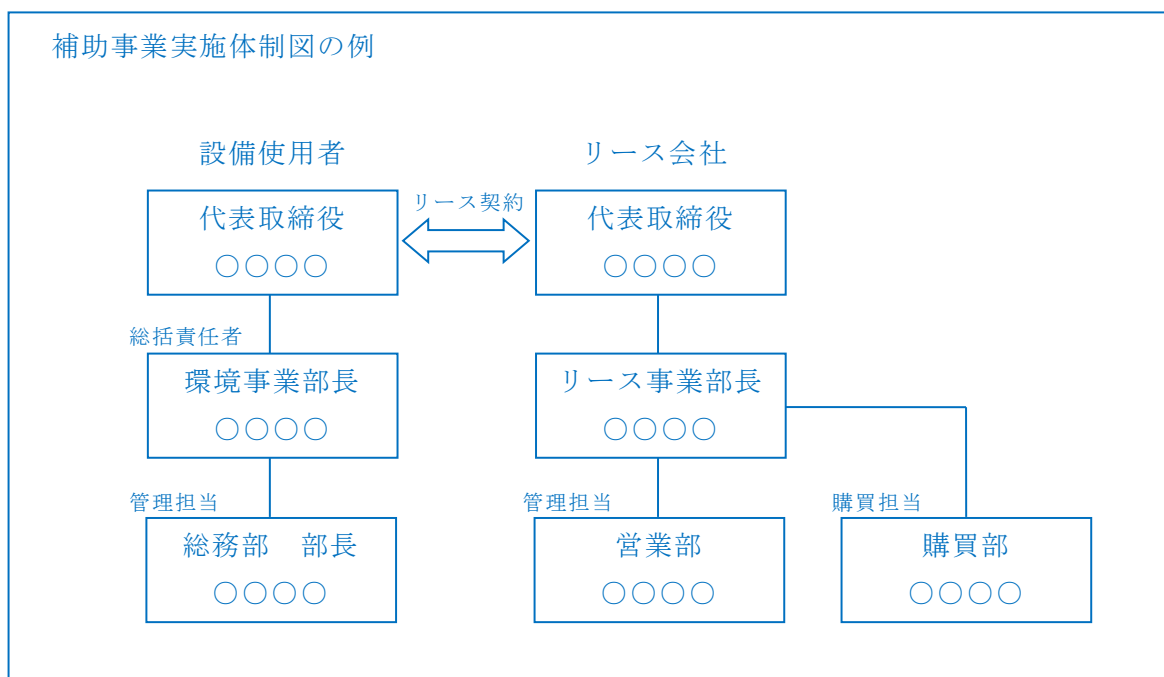 補助事業実施体制図の例
設備使用者
リース会社
代表取締役
○○○○
リース契約
代表取締役
○○○○
総括責任者
環境事業部長
○○○○
リース事業部長
○○○○
管理担当
総務部　部長
○○○○
管理担当
営業部
○○○○
購買担当
購買部
○○○○